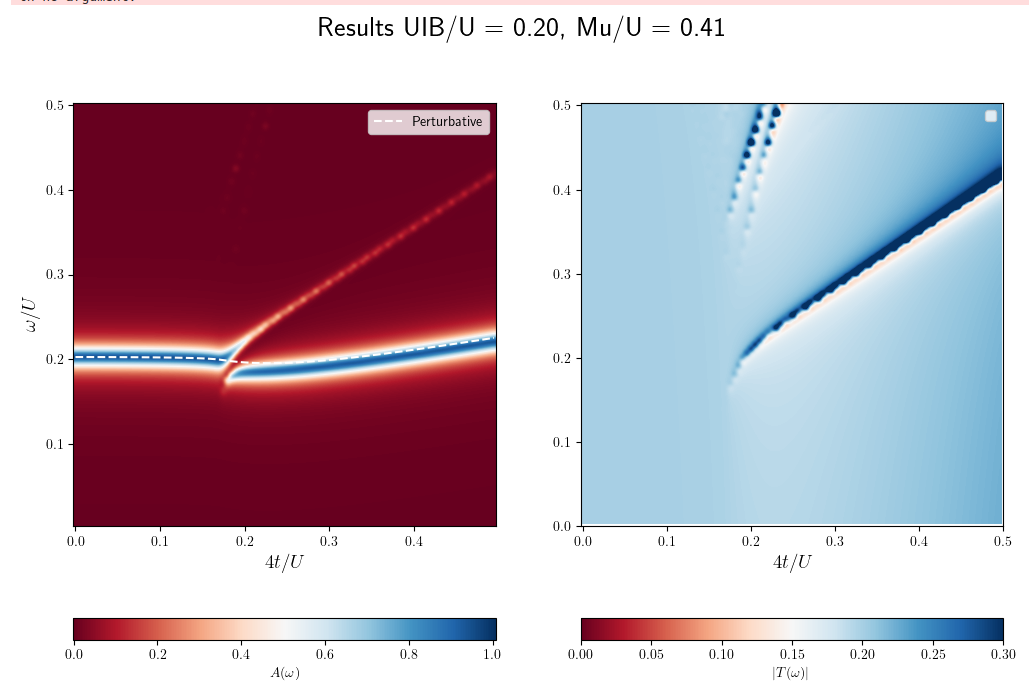 Results UIB/U = 0.20, Mu/U = 0.41
0.5
0.4
0.3
0.2
0.1
ω/U
Perturbative
0.0 0.1 0.2 0.3 0.4
4t/U
0.5
0.4
0.3
0.2
0.1
0.0
0.0 0.1 0.2 0.3 0.4 0.5
4t/U
0.0 0.2 0.4 0.6 0.8 1.0
A(ω)
0.00 0.05 0.10 0.15 0.20 0.25 0.30
|T(ω)|